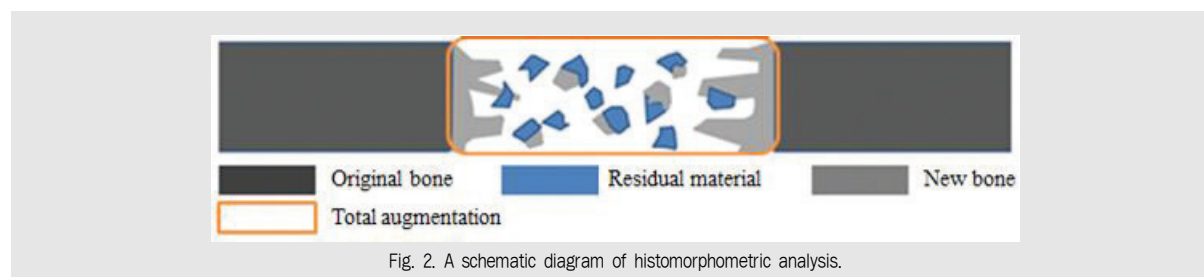 Original bone Residual material New bone
Total augmentation
Fig. 2. A schematic diagram of histomorphometric analysis.